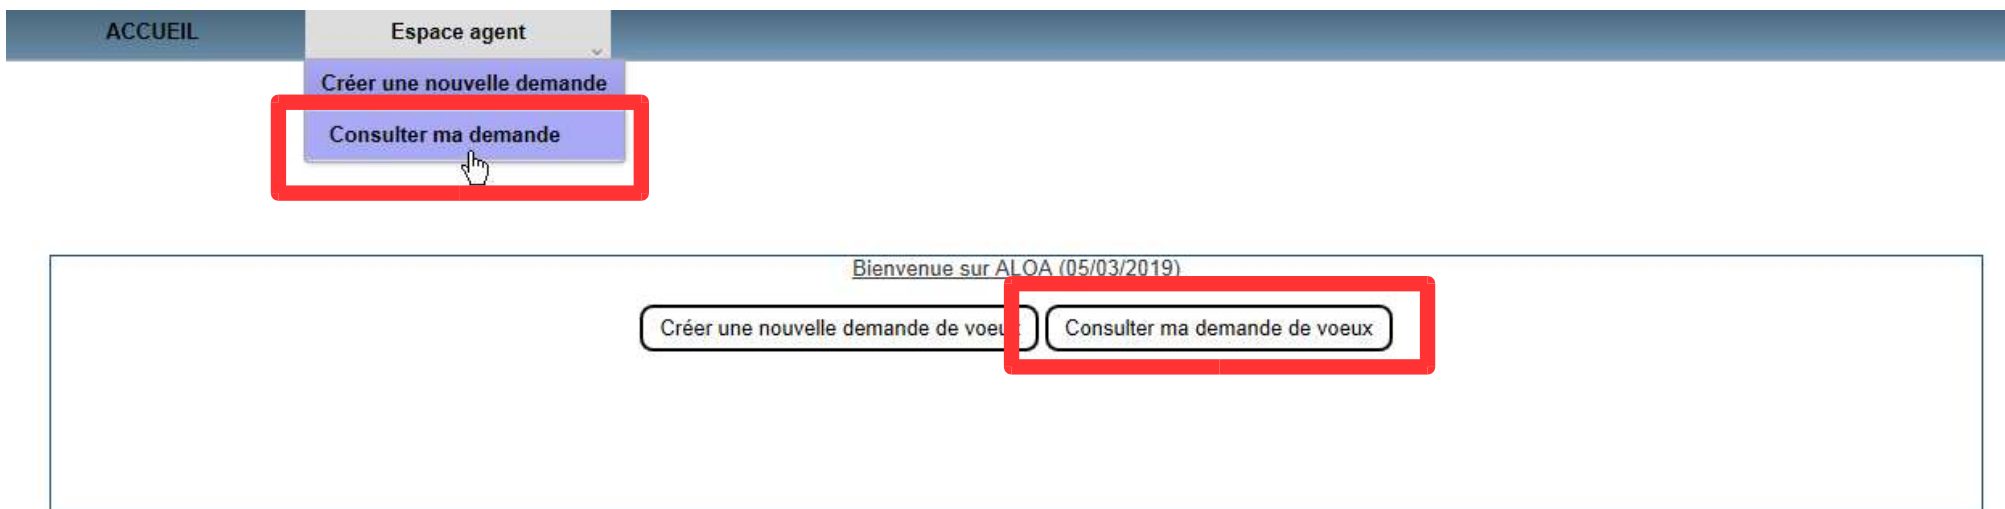 ACCUEIL Espace agent
Créer une nouvelle demande
Consulter ma demande
Bienvenue sur ALOA (05/03/2019)
Créer une nouvelle demande de voeux Consulter ma demande de voeux